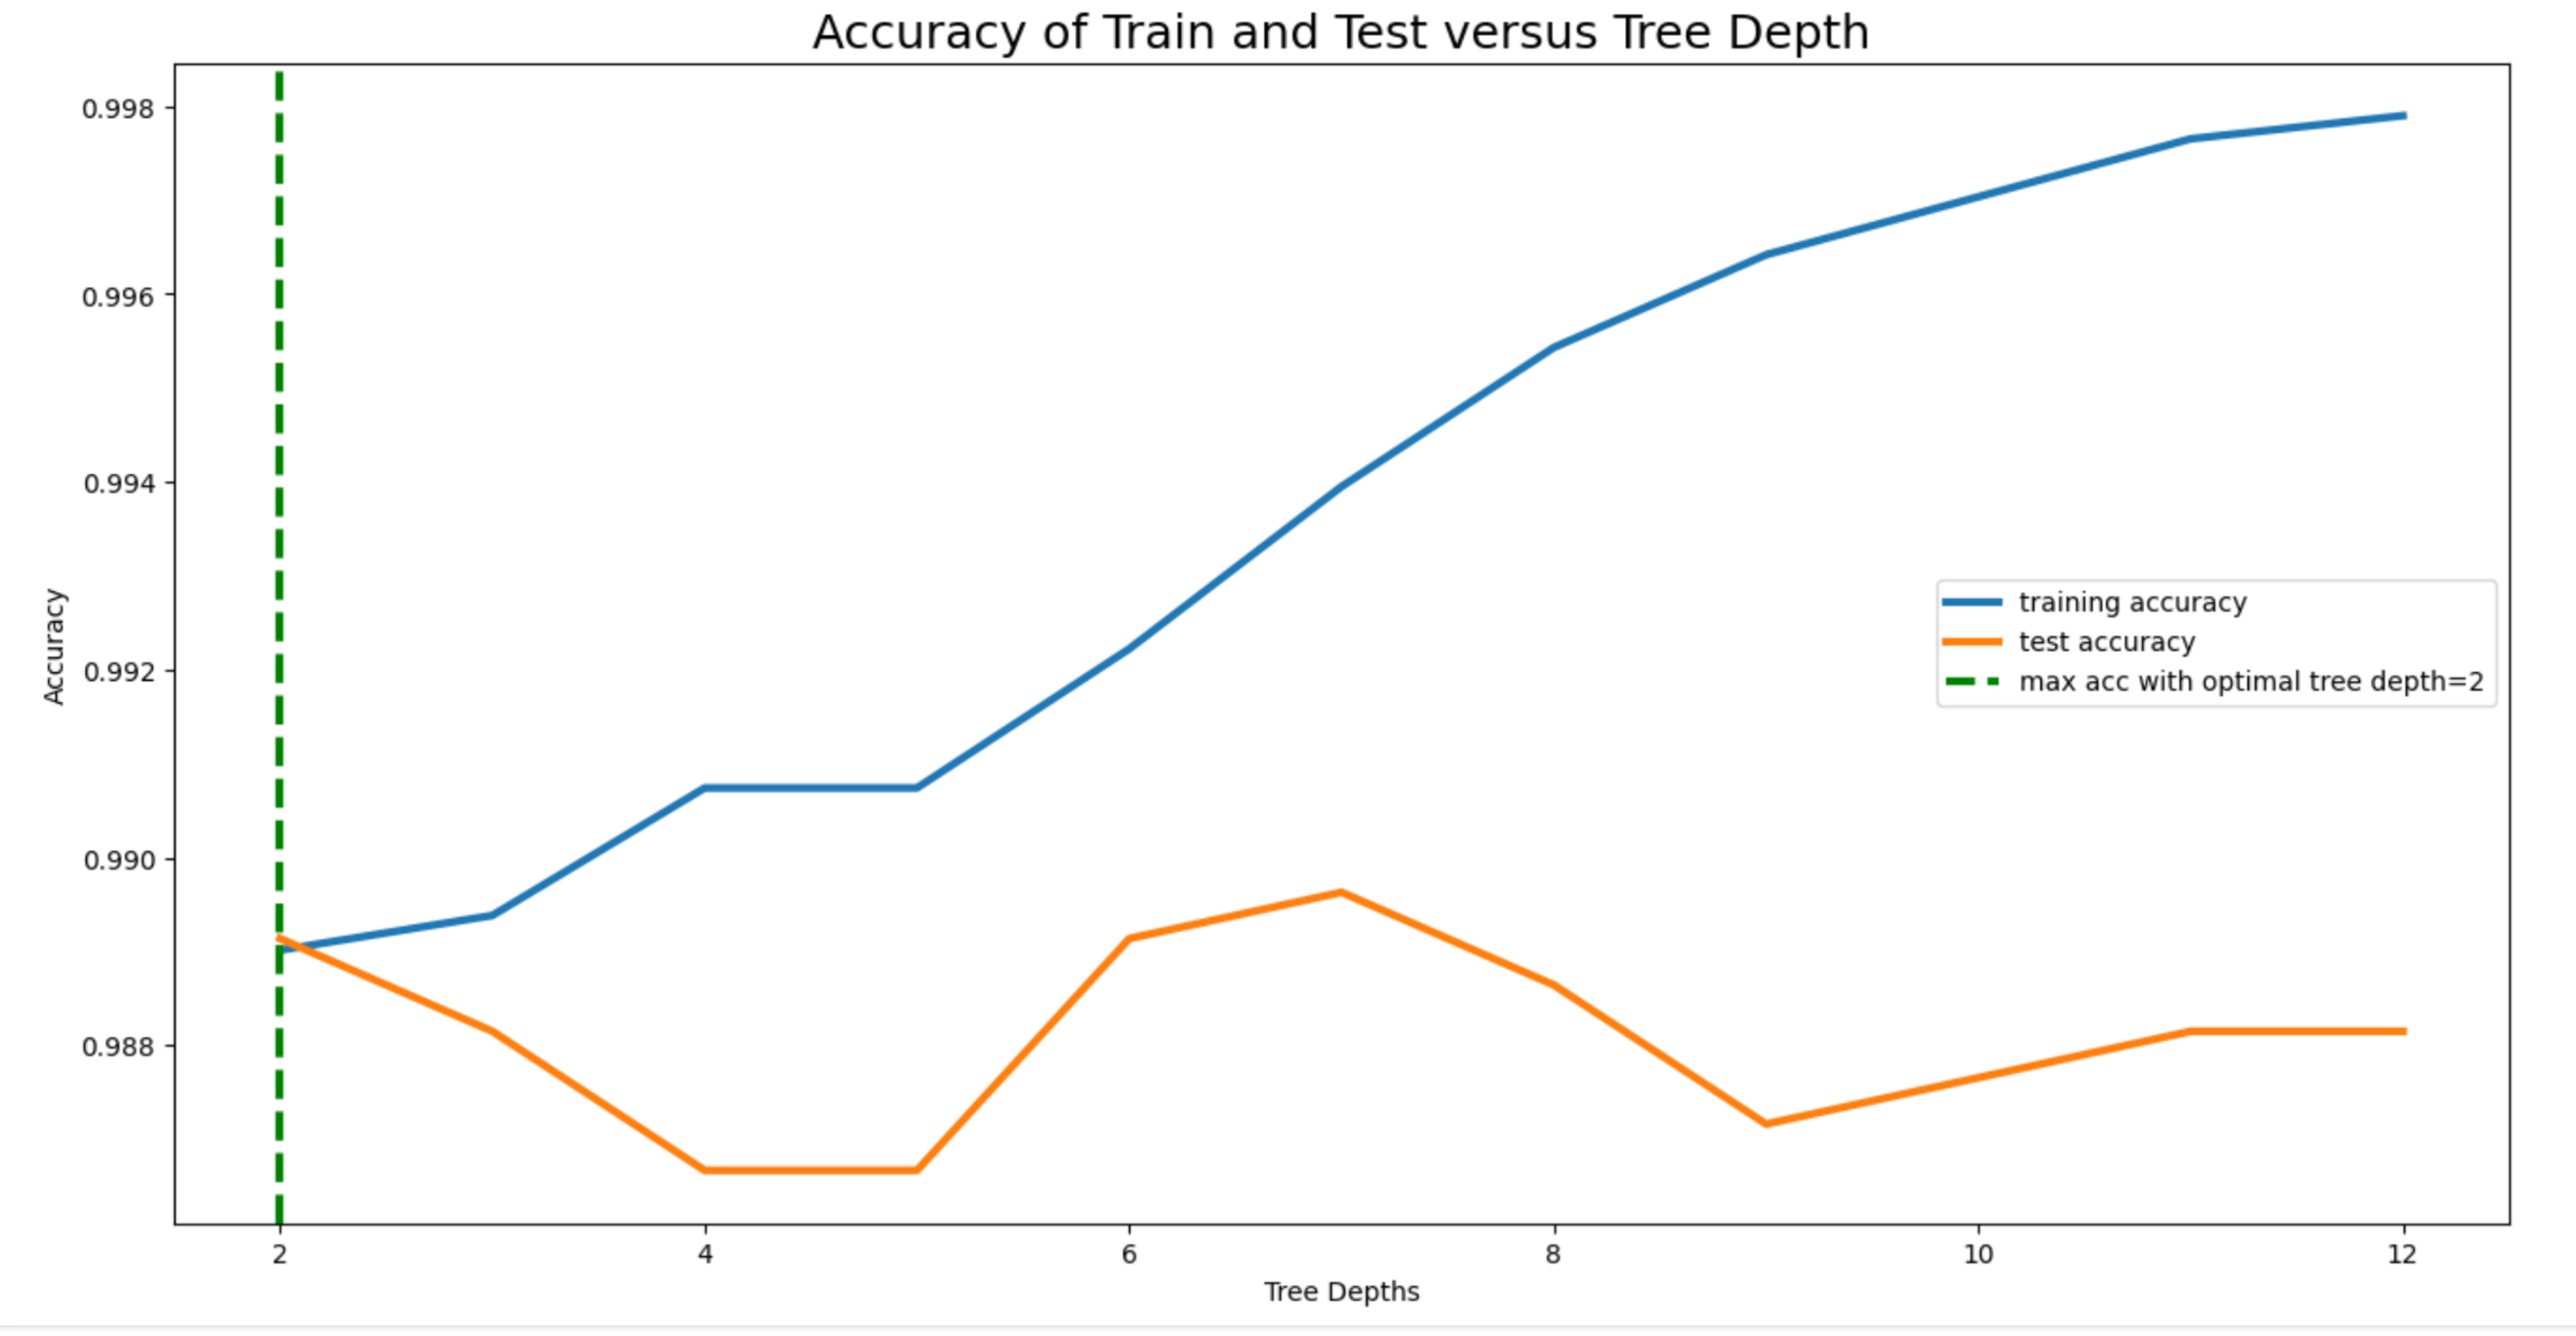 Accuracy of Train and Test versus Tree Depth
0.998
0.996
0.994
0.992
0.990
0.988
Accuracy
training accuracy
test accuracy
max acc with optimal tree depth=2
2 4 6 8 10 12
Tree Depths